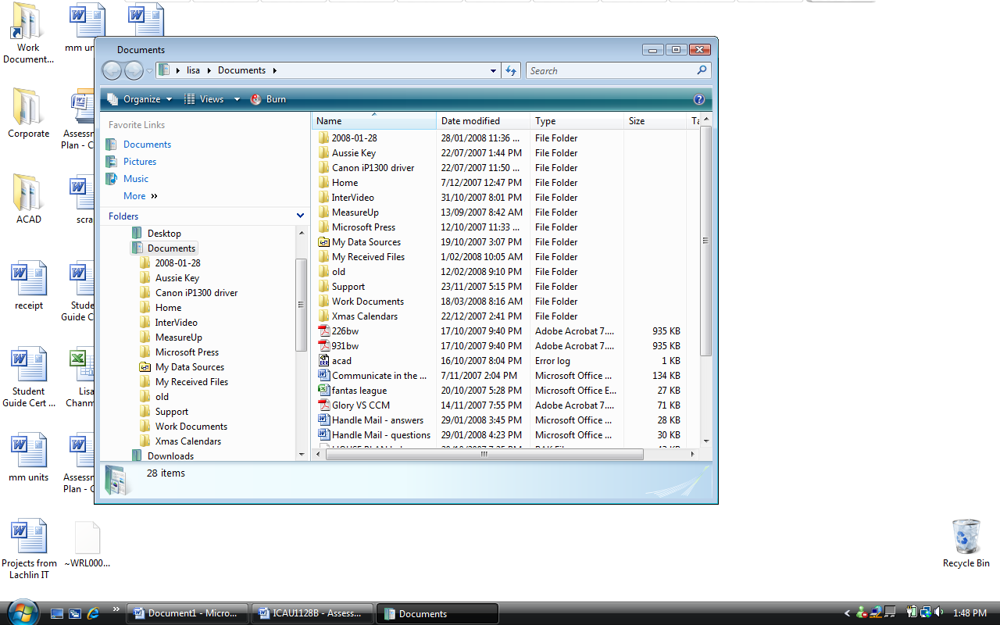 Work
Document...
mm un
Corporate
Assessn
Plan - C
ACAD
scra
receipt
Stude
Guide C
Student
Guide Cert ...
Lisa
Chanm
mm units
Assessn
Plan - C
Projects from
Lachlin IT
~WRL000...
Recycle Bin
Documents
lisa Documents
Search
Organize Views Burn
Favorite Links
Documents
Pictures
Music
More »
Folders
Desktop
Documents
2008-01-28
Aussie Key
Canon iP1300 driver
Home
InterVideo
MeasureUp
Microsoft Press
My Data Sources
My Received Files
old
Support
Work Documents
Xmas Calendars
Downloads
Name Date modified Type Size Ta
2008-01-28 28/01/2008 11:36 ... File Folder
Aussie Key 22/07/2007 1:44 PM File Folder
Canon iP1300 driver 22/07/2007 11:50 ... File Folder
Home 7/12/2007 12:47 PM File Folder
InterVideo 31/10/2007 8:01 PM File Folder
MeasureUp 13/09/2007 8:42 AM File Folder
Microsoft Press 12/10/2007 11:33 ... File Folder
My Data Sources 19/10/2007 3:07 PM File Folder
My Received Files 1/02/2008 10:05 AM File Folder
old 12/02/2008 9:10 PM File Folder
Support 23/11/2007 5:15 PM File Folder
Work Documents 18/03/2008 8:16 AM File Folder
Xmas Calendars 22/12/2007 2:41 PM File Folder
226bw 17/10/2007 9:40 PM Adobe Acrobat 7.... 935 KB
931bw 17/10/2007 9:40 PM Adobe Acrobat 7.... 935 KB
acad 16/10/2007 8:04 PM Error log 1 KB
Communicate in the ... 7/11/2007 2:04 PM Microsoft Office ... 134 KB
fantas league 20/10/2007 5:28 PM Microsoft Office E... 27 KB
Glory VS CCM 14/11/2007 7:55 PM Adobe Acrobat 7.... 71 KB
Handle Mail - answers 29/01/2008 3:45 PM Microsoft Office ... 28 KB
Handle Mail - questions 29/01/2008 4:23 PM Microsoft Office ... 30 KB
28 items
Document1 - Micro... ICAU1128B - Assess... Documents
1:48 PM